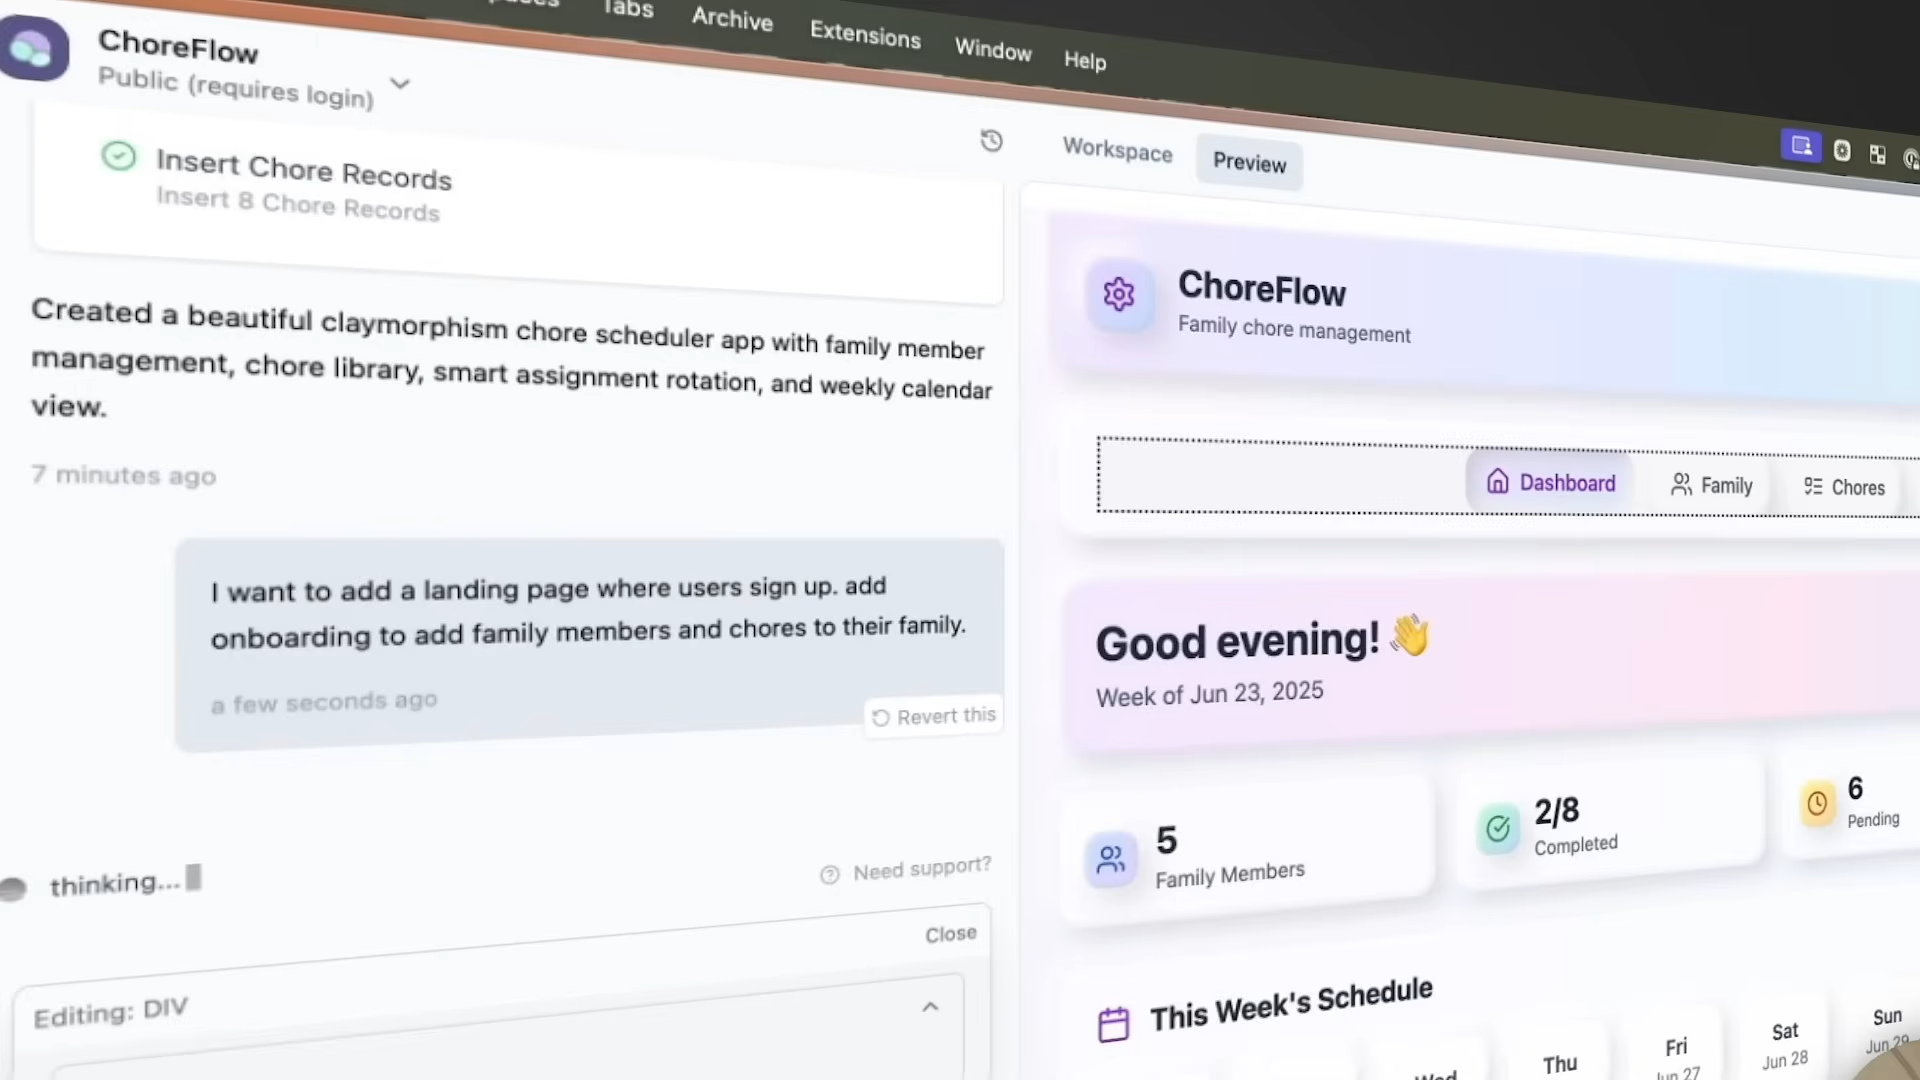 Tabs
Archive
Extensions
Window
Help
ChoreFlow
Public (requires login)
Insert Chore Records
Insert 8 Chore Records
Created a beautiful claymorphism chore scheduler app with family member
management, chore library, smart assignment rotation, and weekly calendar
view.
7 minutes ago
I want to add a landing page where users sign up. add
onboarding to add family members and chores to their family.
a few seconds ago
Revert this
thinking...
Need support?
Close
Editing: DIV
Workspace
Preview
ChoreFlow
Family chore management
Dashboard
Family
Chores
Good evening! 👋
Week of Jun 23, 2025
5
Family Members
2/8
Completed
6
Pending
This Week's Schedule
Wed
Thu
Fri
Jun 27
Sat
Jun 28
Sun
Jun 29